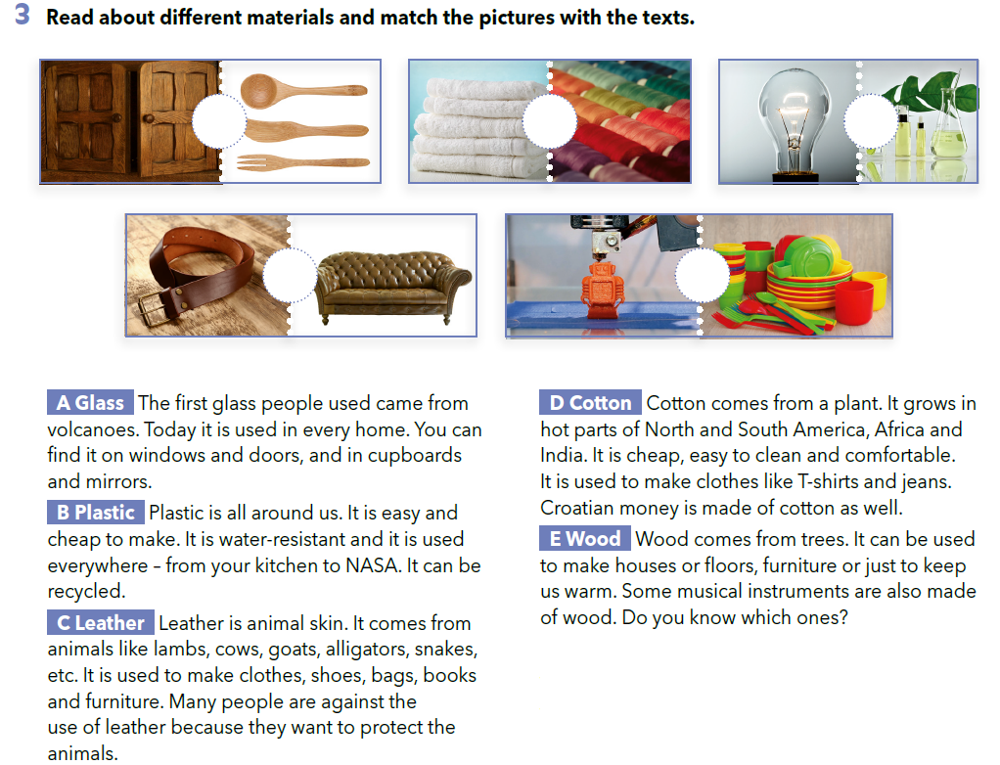 3 Read about different materials and match the pictures with the texts.
A Glass The first glass people used came from
volcanoes. Today it is used in every home. You can
find it on windows and doors, and in cupboards
and mirrors.
B Plastic Plastic is all around us. It is easy and
cheap to make. It is water-resistant and it is used
everywhere – from your kitchen to NASA. It can be
recycled.
C Leather Leather is animal skin. It comes from
animals like lambs, cows, goats, alligators, snakes,
etc. It is used to make clothes, shoes, bags, books
and furniture. Many people are against the
use of leather because they want to protect the
animals.
D Cotton Cotton comes from a plant. It grows in
hot parts of North and South America, Africa and
India. It is cheap, easy to clean and comfortable.
It is used to make clothes like T-shirts and jeans.
Croatian money is made of cotton as well.
E Wood Wood comes from trees. It can be used
to make houses or floors, furniture or just to keep
us warm. Some musical instruments are also made
of wood. Do you know which ones?